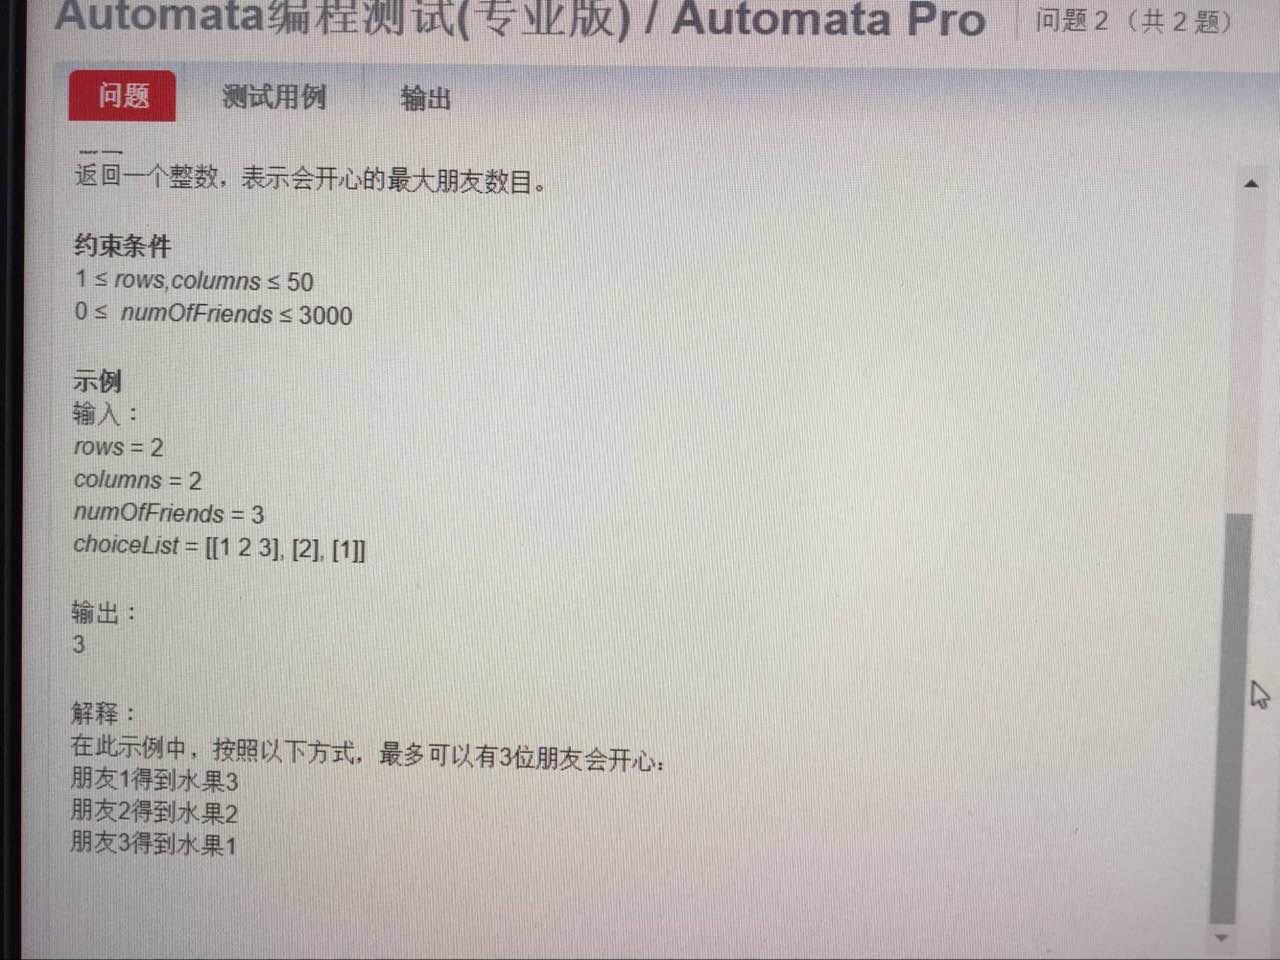 Automata编程测试(专业版) / Automata Pro 问题 2（共 2 题）
问题 测试用例 输出
返回一个整数，表示会开心的最大朋友数目。
约束条件
1 ≤ rows,columns ≤ 50
0 ≤ numOfFriends ≤ 3000
示例
输入：
rows = 2
columns = 2
numOfFriends = 3
choiceList = [[1 2 3], [2], [1]]
输出：
3
解释：
在此示例中，按照以下方式，最多可以有3位朋友会开心：
朋友1得到水果3
朋友2得到水果2
朋友3得到水果1